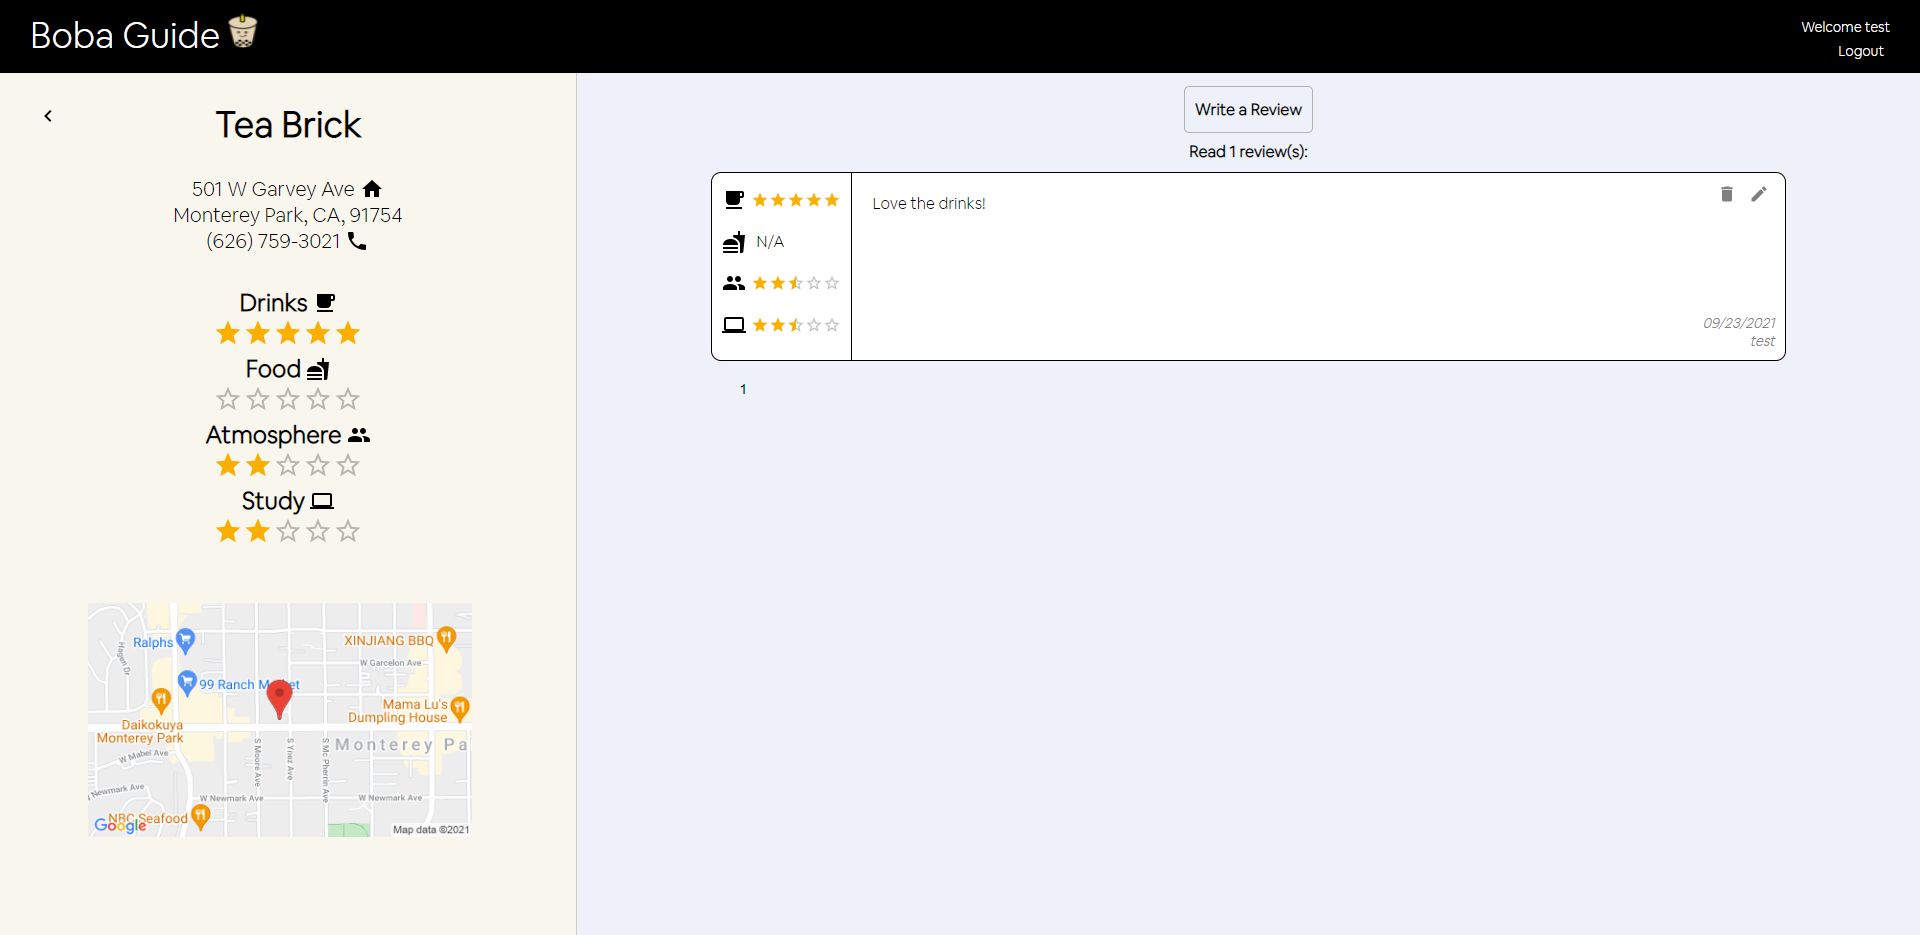 Boba Guide
Welcome test
Logout
Tea Brick
501 W Garvey Ave
Monterey Park, CA, 91754
(626) 759-3021
Drinks
Food
Atmosphere
Study
Ralphs
XINJIANG BBQ
Hagen Dr
W Garcelon Ave
99 Ranch M et
Mama Lu's
Dumpling House
Daikokuya
Monterey Park
Monterey Pa
W Mabel Ave
S Moore Ave
S Ynez Ave
S Mc Pherrin Ave
W Newmark Ave
W Newmark Ave
W Newmark Ave
NBC Seafood
Google
Map data ©2021
Write a Review
Read 1 review(s):
Love the drinks!
N/A
09/23/2021
test
1